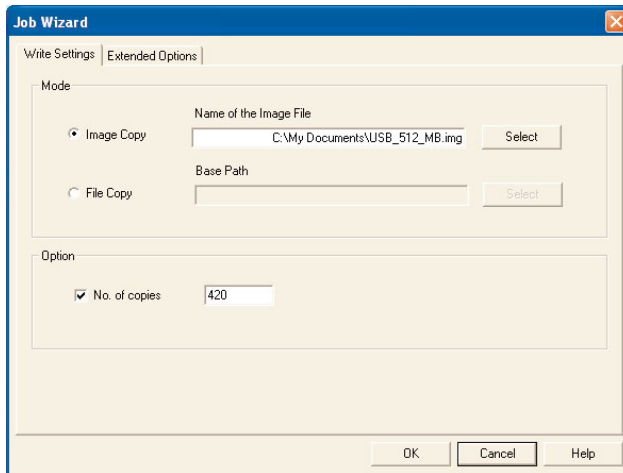 Job Wizard
Write Settings Extended Options
Mode
Name of the Image File
Image Copy C:\My Documents\USB_512_MB.img Select
Base Path
File Copy Select
Option
No. of copies 420
OK Cancel Help